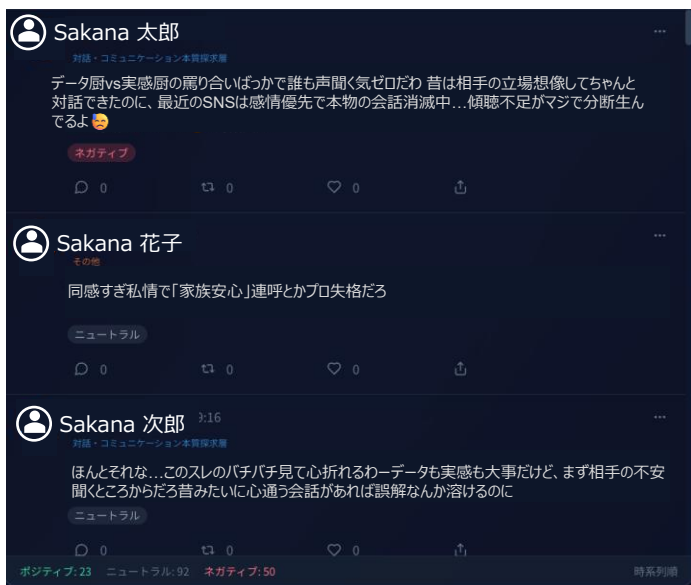 Sakana 太郎
対話・コミュニケーション本質探求層
データ厨vs実感厨の罵り合いばっかで誰も声聞く気ゼロだわ 昔は相手の立場想像してちゃんと
対話できたのに、最近のSNSは感情優先で本物の会話消滅中…傾聴不足がマジで分断生ん
でるよ😓
ネガティブ
0 0 0
Sakana 花子
その他
同感すぎ私情で「家族安心」連呼とかプロ失格だろ
ニュートラル
0 0 0
Sakana 次郎 :16
対話・コミュニケーション本質探求層
ほんとそれな…このスレのバチバチ見て心折れるわーデータも実感も大事だけど、まず相手の不安
聞くところからだろ昔みたいに心通う会話があれば誤解なんか溶けるのに
ニュートラル
0 0 0
ポジティブ: 23 ニュートラル: 92 ネガティブ: 50 時系列順